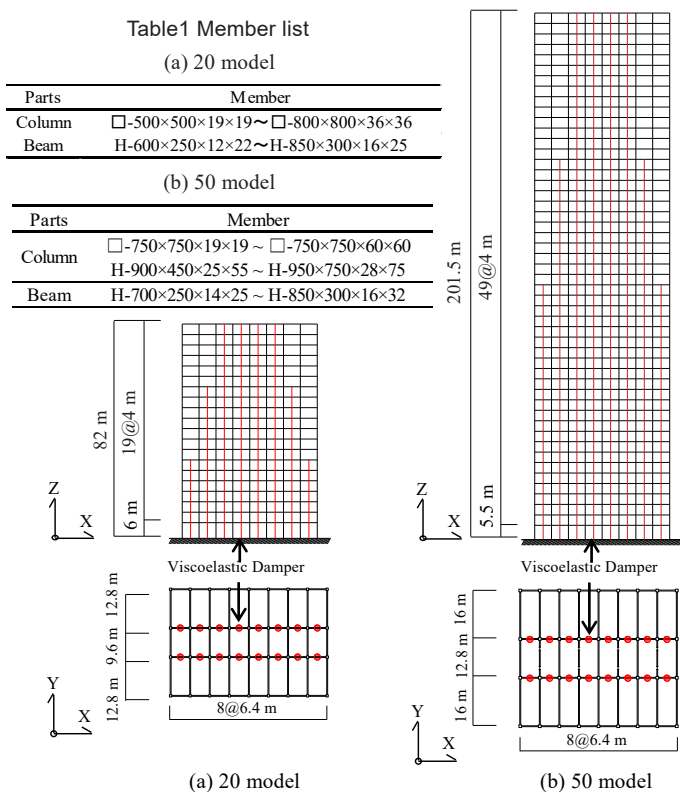 Table1 Member list
(a) 20 model
Parts Member
Column □-500×500×19×19～□-800×800×36×36
Beam H-600×250×12×22～H-850×300×16×25
(b) 50 model
Parts Member
Column □-750×750×19×19 ~ □-750×750×60×60
H-900×450×25×55 ~ H-950×750×28×75
Beam H-700×250×14×25 ~ H-850×300×16×32
82 m
19@4 m
6 m
Z
X
Viscoelastic Damper
12.8 m
9.6 m
12.8 m
8@6.4 m
Y
X
(a) 20 model
201.5 m
49@4 m
5.5 m
Z
X
Viscoelastic Damper
16 m
12.8 m
16 m
8@6.4 m
Y
X
(b) 50 model